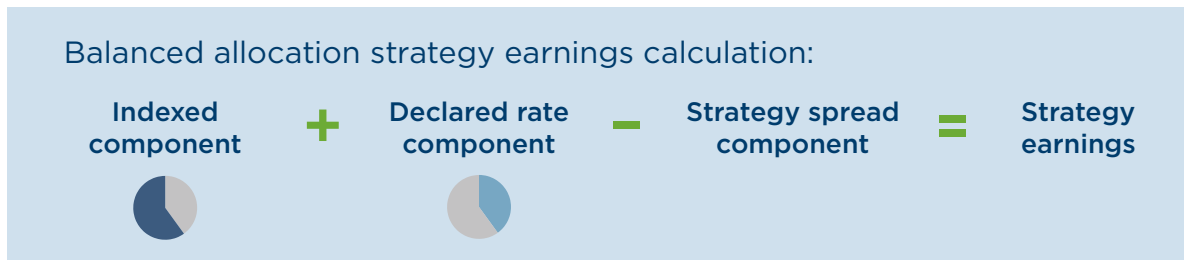 Balanced allocation strategy earnings calculation:
Indexed component + Declared rate component − Strategy spread component = Strategy earnings